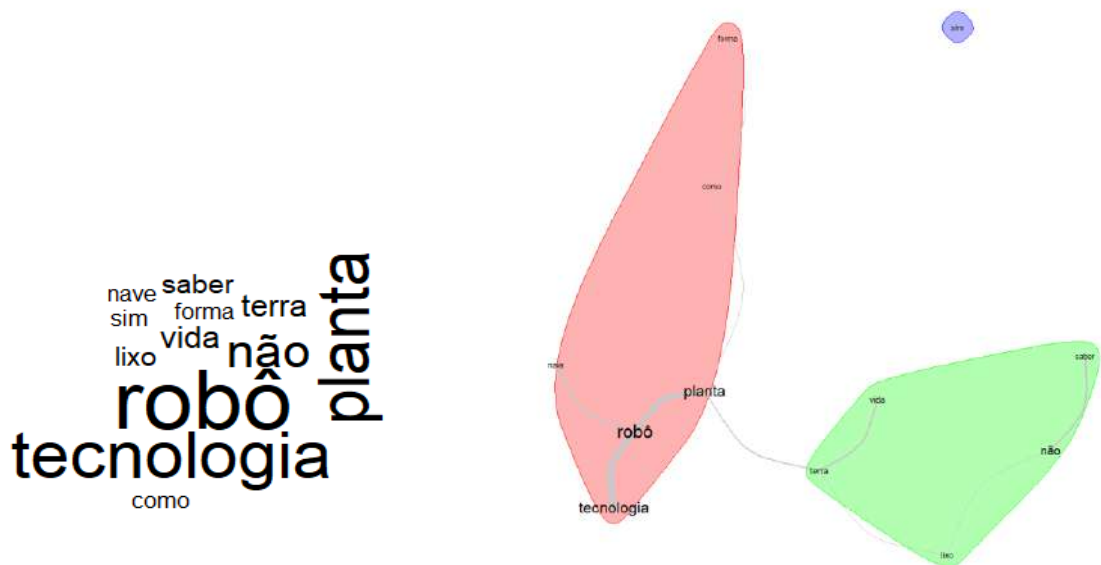 nave saber
sim forma terra
lixo vida não
robô
planta
tecnologia
como
forma
como
nave
planta
robô
tecnologia
sim
saber
vida
não
terra
lixo